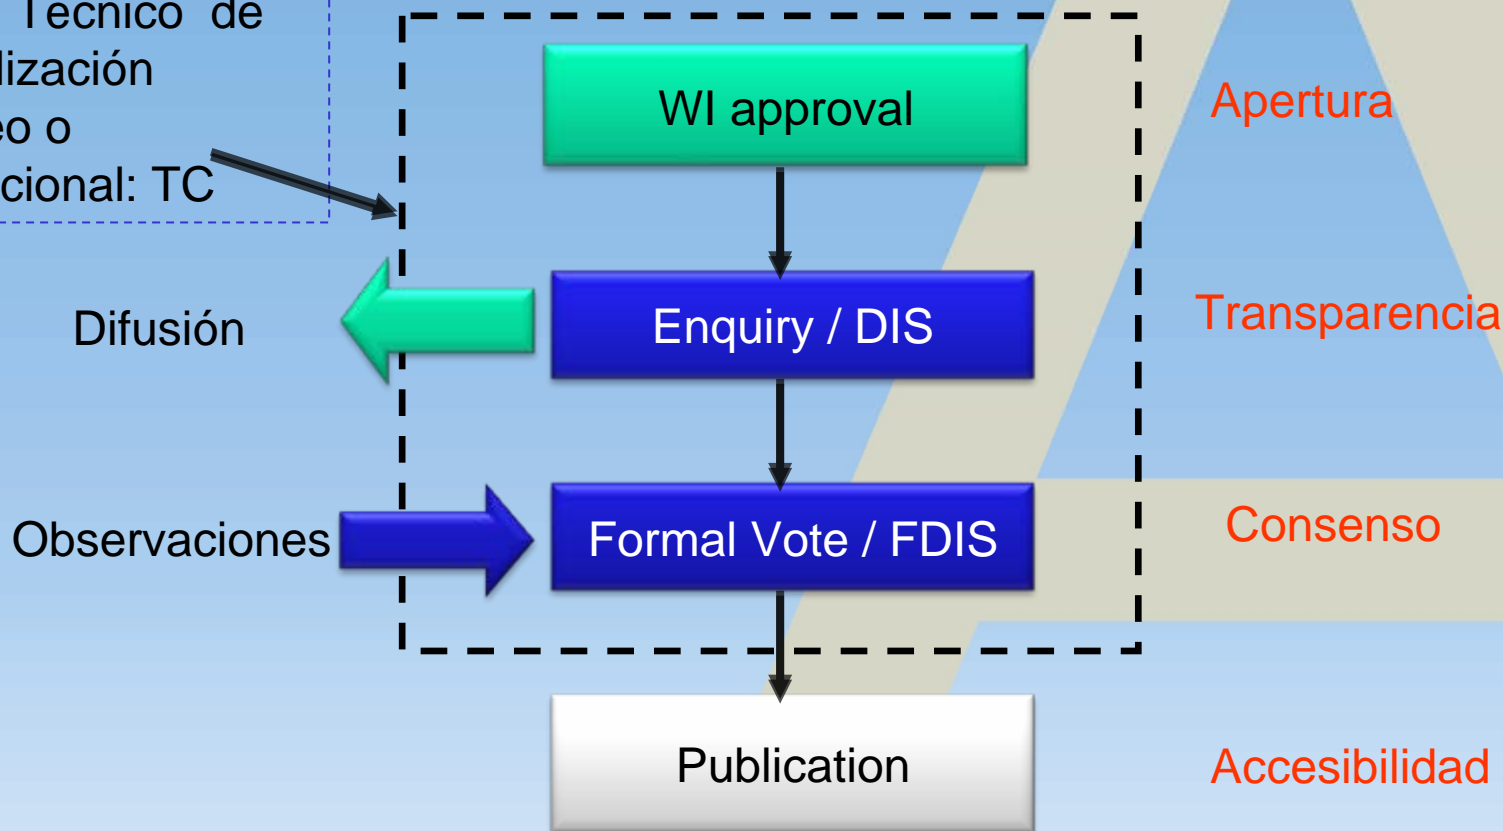 Técnico de
lización
eo o
cional: TC
WI approval
Apertura
Difusión
Enquiry / DIS
Transparencia
Observaciones
Formal Vote / FDIS
Consenso
Publication
Accesibilidad